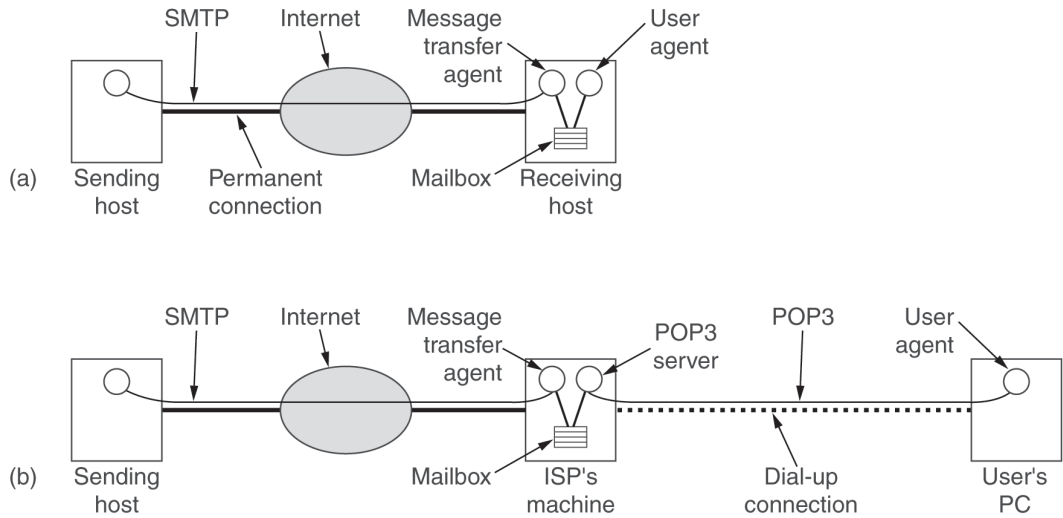 SMTP
Internet
Message
transfer
agent
User
agent
(a)
Sending
host
Permanent
connection
Mailbox
Receiving
host
SMTP
Internet
Message
transfer
agent
POP3
server
POP3
User
agent
(b)
Sending
host
Mailbox
ISP's
machine
Dial-up
connection
User's
PC